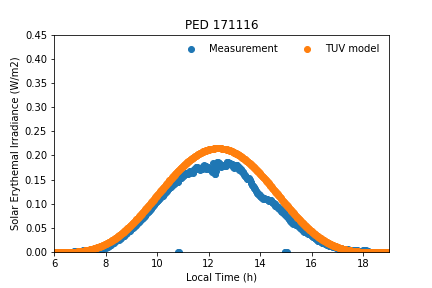 PED 171116
Measurement TUV model
Solar Erythemal Irradiance (W/m2)
0.45
0.40
0.35
0.30
0.25
0.20
0.15
0.10
0.05
0.00
6 8 10 12 14 16 18
Local Time (h)